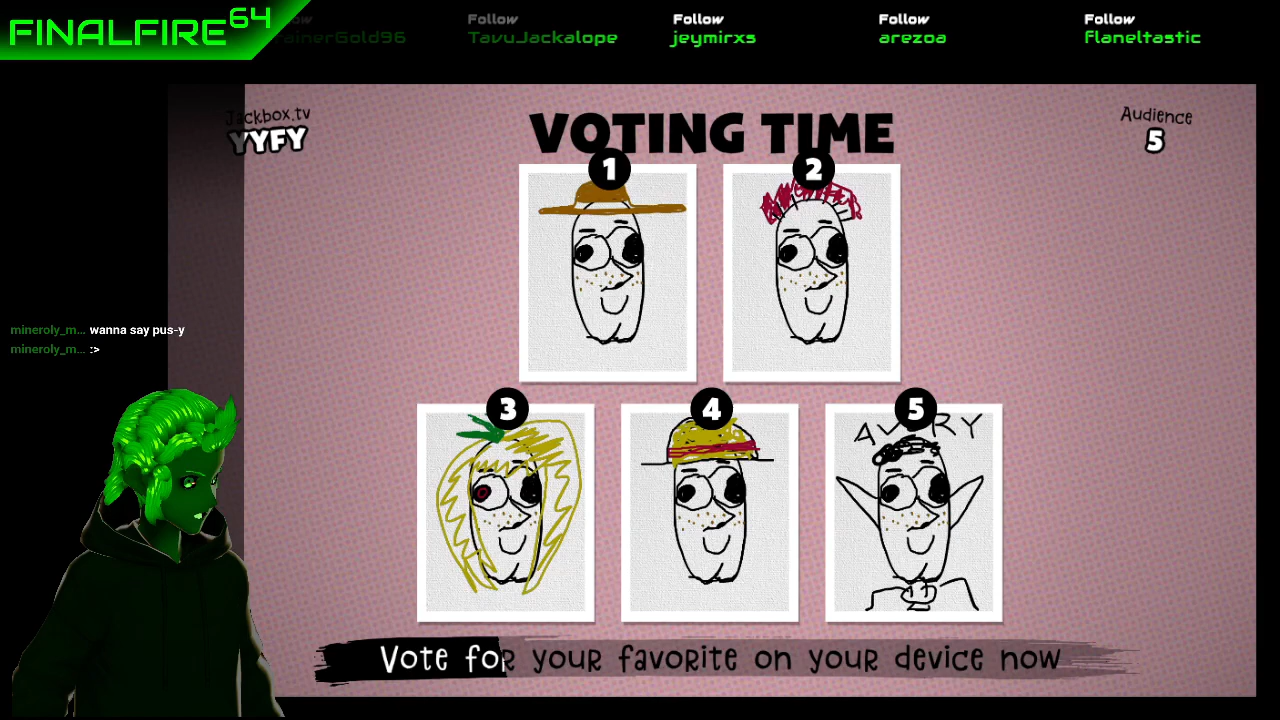 FINALFIRE64
Follow
Follow
Follow
Follow
TavuJackalope
jeymirxs
arezoa
flaneltastic
Jackbox.tv
YYFY
VOTING TIME
Audience
5
1
2
mineroly_m... wanna say pus-y
mineroly_m... :>
3
4
5
Vote for your favorite on your device now